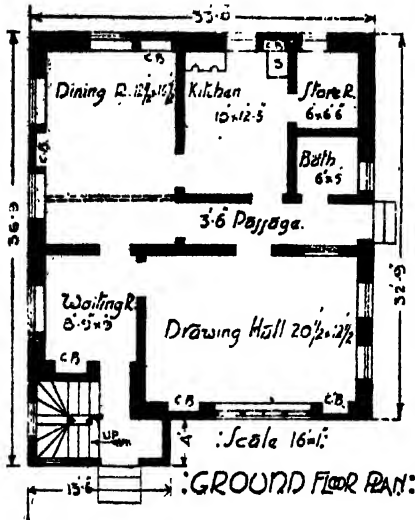 33'-0"
C.B
C.B
S
Dining R. 12½×16½
Kitchen
10×12-5"
Store R.
6×6'6"
C.B
Bath
6×5
3'-6" Passage.
36-9
32'-9"
Waiting R.
8'-9"×9'
Drawing Hall 20½×12½
C.B
C.B
C.B
UP
4'
:Scale 16'=1":
13'-6"
:GROUND FLOOR PLAN: